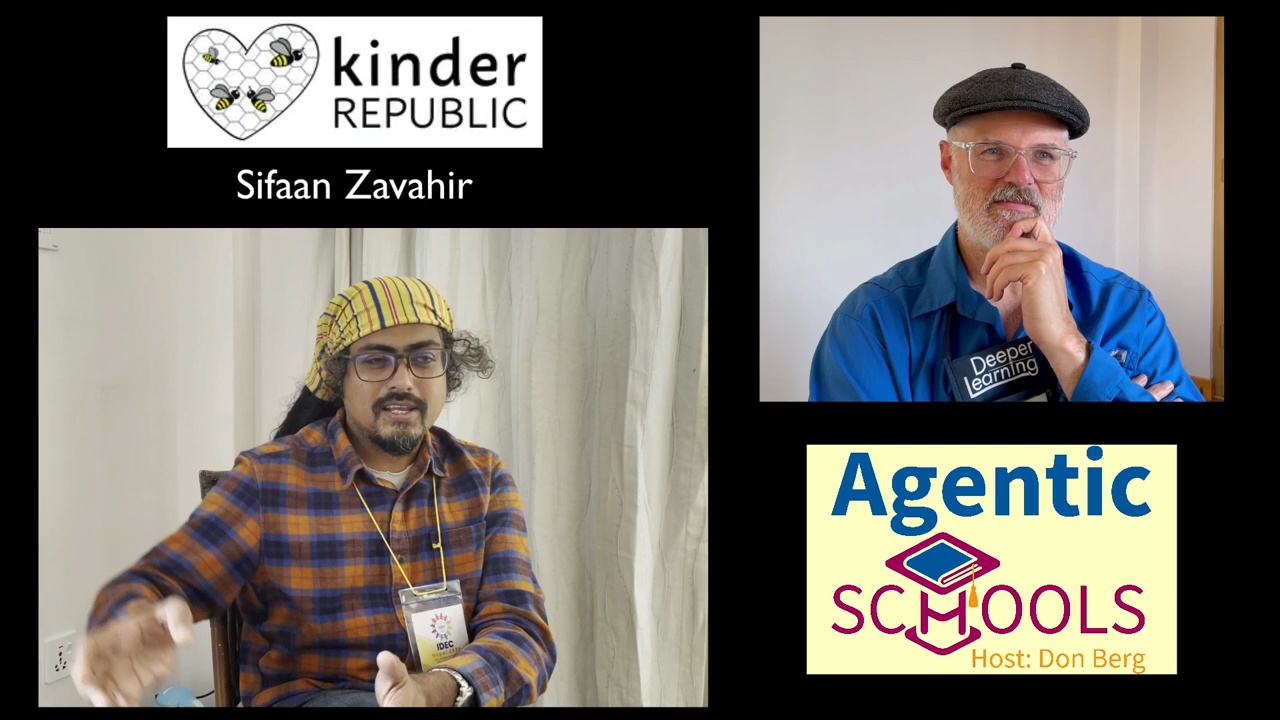 kinder
REPUBLIC
Sifaan Zavahir
IDEC
Deeper
Learning
Agentic
SCHOOLS
Host: Don Berg